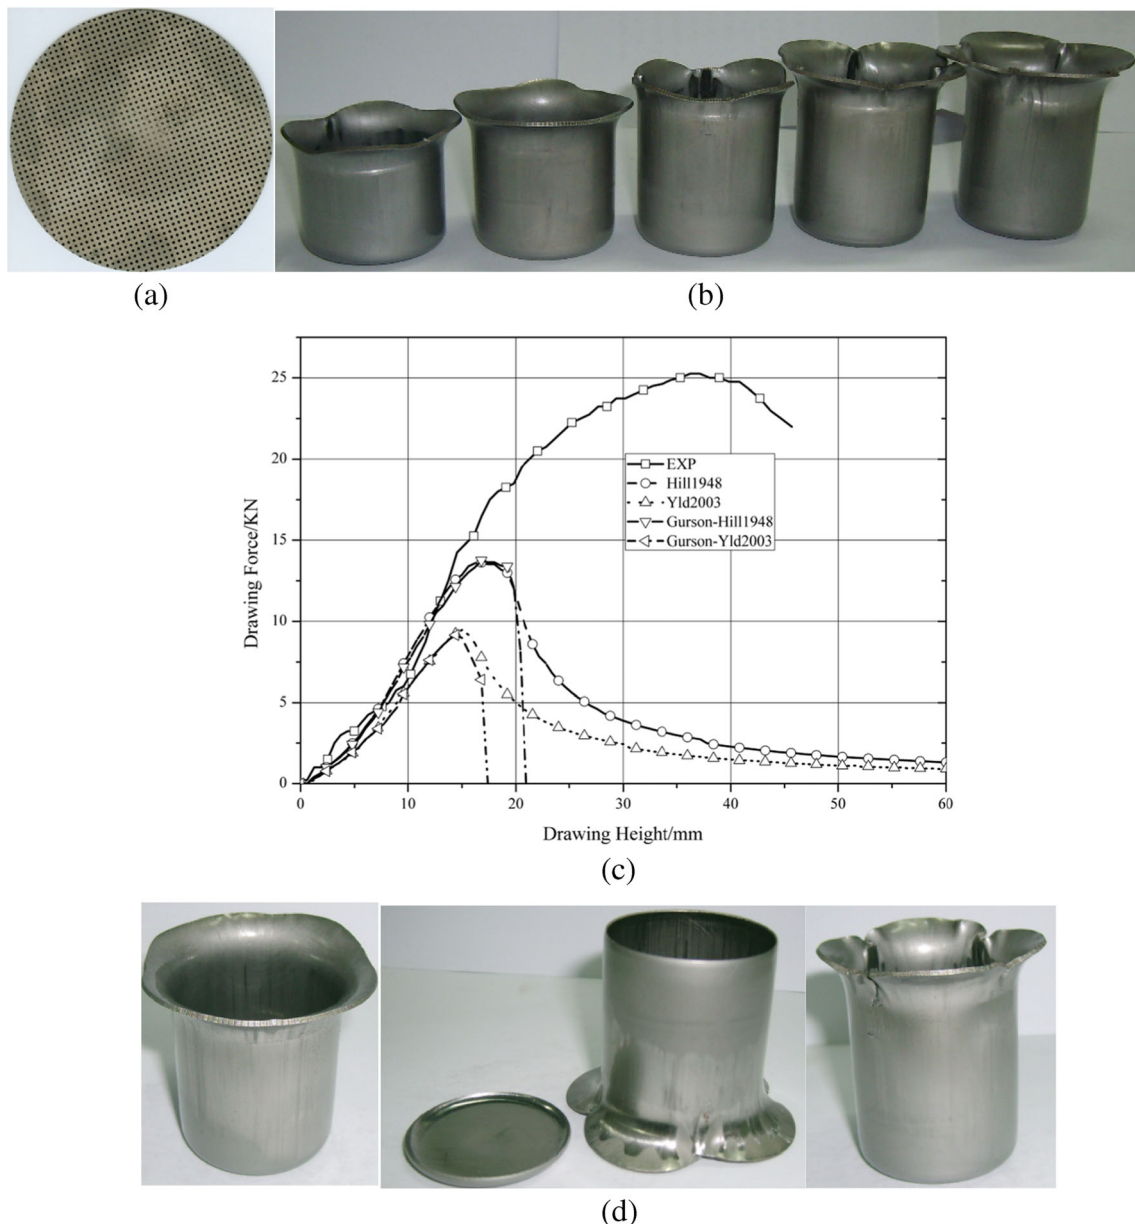 (a)
(b)
25
20
15
10
5
0
Drawing Force/KN
EXP
Hill1948
Yld2003
Gurson-Hill1948
Gurson-Yld2003
0 10 20 30 40 50 60
Drawing Height/mm
(c)
(d)